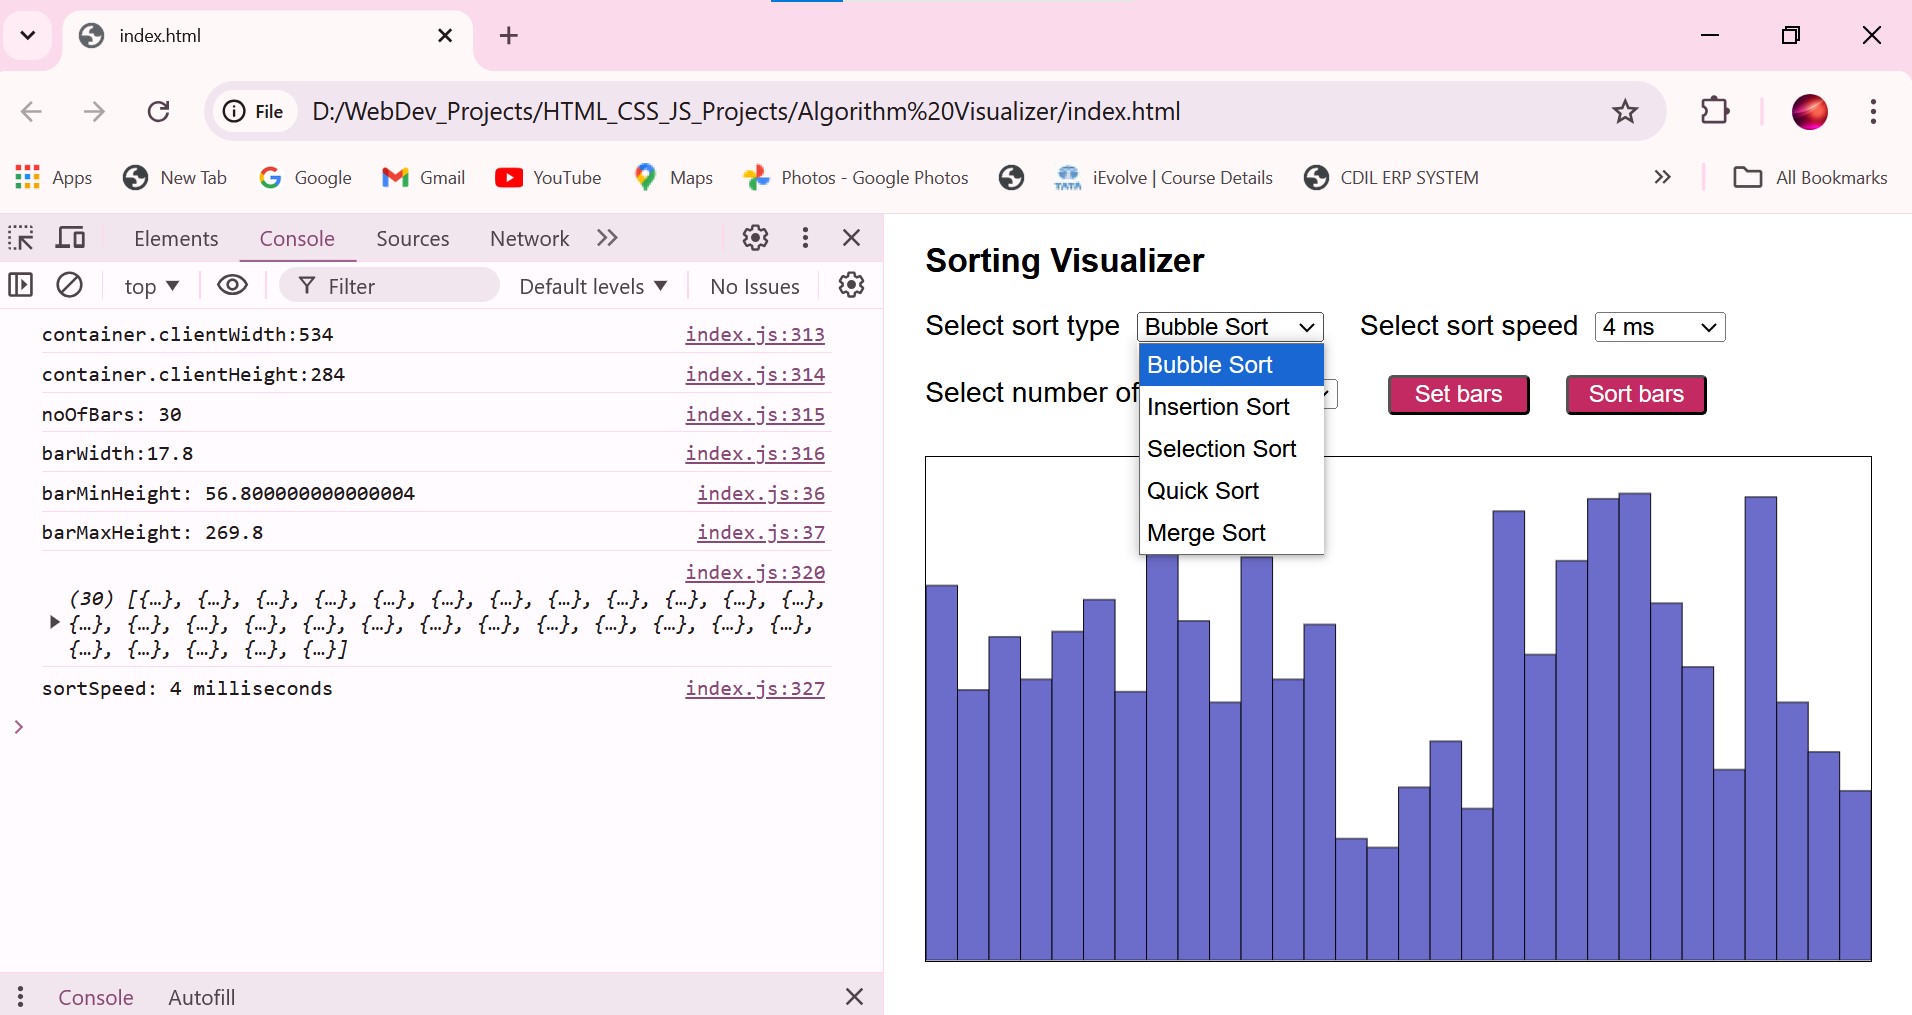 index.html
File D:/WebDev_Projects/HTML_CSS_JS_Projects/Algorithm%20Visualizer/index.html
Apps New Tab Google Gmail YouTube Maps Photos - Google Photos iEvolve | Course Details CDIL ERP SYSTEM All Bookmarks
Elements Console Sources Network
top Filter Default levels No Issues
container.clientWidth:534 index.js:313
container.clientHeight:284 index.js:314
noOfBars: 30 index.js:315
barWidth:17.8 index.js:316
barMinHeight: 56.800000000000004 index.js:36
barMaxHeight: 269.8 index.js:37
index.js:320
(30) [{…}, {…}, {…}, {…}, {…}, {…}, {…}, {…}, {…}, {…}, {…}, {…},
{…}, {…}, {…}, {…}, {…}, {…}, {…}, {…}, {…}, {…}, {…}, {…}, {…},
{…}, {…}, {…}, {…}, {…}]
sortSpeed: 4 milliseconds index.js:327
Console Autofill
Sorting Visualizer
Select sort type Bubble Sort Select sort speed 4 ms
Bubble Sort
Insertion Sort
Selection Sort
Quick Sort
Merge Sort
Select number of Set bars Sort bars